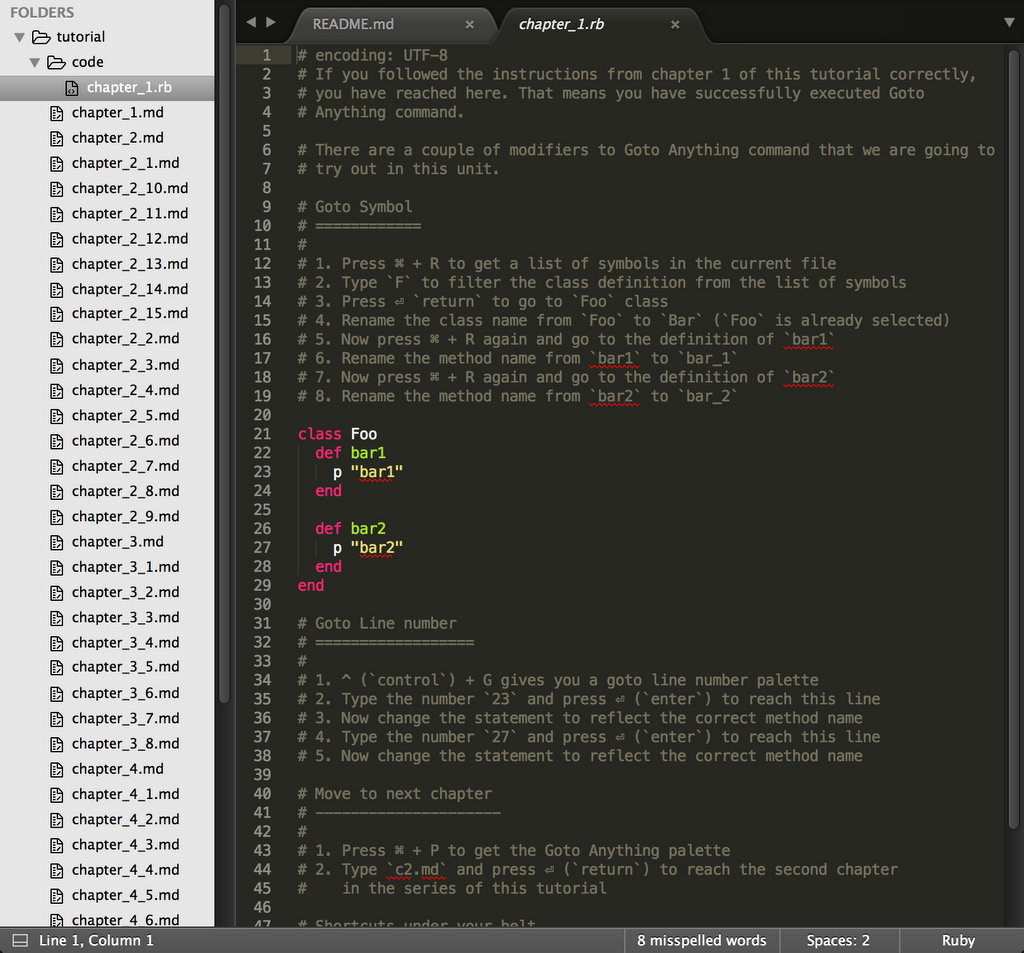 FOLDERS
tutorial
code
chapter_1.rb
chapter_1.md
chapter_2.md
chapter_2_1.md
chapter_2_10.md
chapter_2_11.md
chapter_2_12.md
chapter_2_13.md
chapter_2_14.md
chapter_2_15.md
chapter_2_2.md
chapter_2_3.md
chapter_2_4.md
chapter_2_5.md
chapter_2_6.md
chapter_2_7.md
chapter_2_8.md
chapter_2_9.md
chapter_3.md
chapter_3_1.md
chapter_3_2.md
chapter_3_3.md
chapter_3_4.md
chapter_3_5.md
chapter_3_6.md
chapter_3_7.md
chapter_3_8.md
chapter_4.md
chapter_4_1.md
chapter_4_2.md
chapter_4_3.md
chapter_4_4.md
chapter_4_5.md
chapter_4_6.md
README.md × chapter_1.rb ×
1 # encoding: UTF-8
2 # If you followed the instructions from chapter 1 of this tutorial correctly,
3 # you have reached here. That means you have successfully executed Goto
4 # Anything command.
5
6 # There are a couple of modifiers to Goto Anything command that we are going to
7 # try out in this unit.
8
9 # Goto Symbol
10 # ============
11 #
12 # 1. Press ⌘ + R to get a list of symbols in the current file
13 # 2. Type `F` to filter the class definition from the list of symbols
14 # 3. Press ⏎ `return` to go to `Foo` class
15 # 4. Rename the class name from `Foo` to `Bar` (`Foo` is already selected)
16 # 5. Now press ⌘ + R again and go to the definition of `bar1`
17 # 6. Rename the method name from `bar1` to `bar_1`
18 # 7. Now press ⌘ + R again and go to the definition of `bar2`
19 # 8. Rename the method name from `bar2` to `bar_2`
20
21 class Foo
22   def bar1
23     p "bar1"
24   end
25
26   def bar2
27     p "bar2"
28   end
29 end
30
31 # Goto Line number
32 # ==================
33 #
34 # 1. ^ (`control`) + G gives you a goto line number palette
35 # 2. Type the number `23` and press ⏎ (`enter`) to reach this line
36 # 3. Now change the statement to reflect the correct method name
37 # 4. Type the number `27` and press ⏎ (`enter`) to reach this line
38 # 5. Now change the statement to reflect the correct method name
39
40 # Move to next chapter
41 # ---------------------
42 #
43 # 1. Press ⌘ + P to get the Goto Anything palette
44 # 2. Type `c2.md` and press ⏎ (`return`) to reach the second chapter
45 #    in the series of this tutorial
46
47 # Shortcuts under your belt
Line 1, Column 1 8 misspelled words Spaces: 2 Ruby